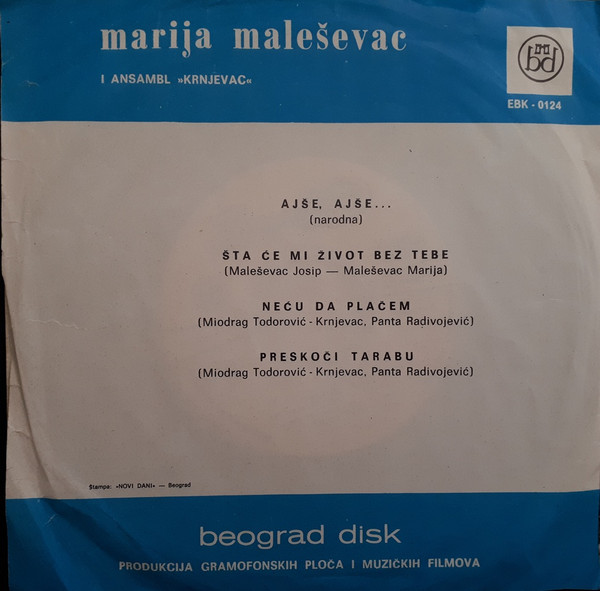 marija maleševac
I ANSAMBL »KRNJEVAC«
bd
EBK - 0124
AJŠE, AJŠE...
(narodna)
ŠTA ĆE MI ŽIVOT BEZ TEBE
(Maleševac Josip — Maleševac Marija)
NEĆU DA PLAČEM
(Miodrag Todorović - Krnjevac, Panta Radivojević)
PRESKOČI TARABU
(Miodrag Todorović - Krnjevac, Panta Radivojević)
Štampa: »NOVI DANI« — Beograd
beograd disk
PRODUKCIJA GRAMOFONSKIH PLOČA I MUZIČKIH FILMOVA